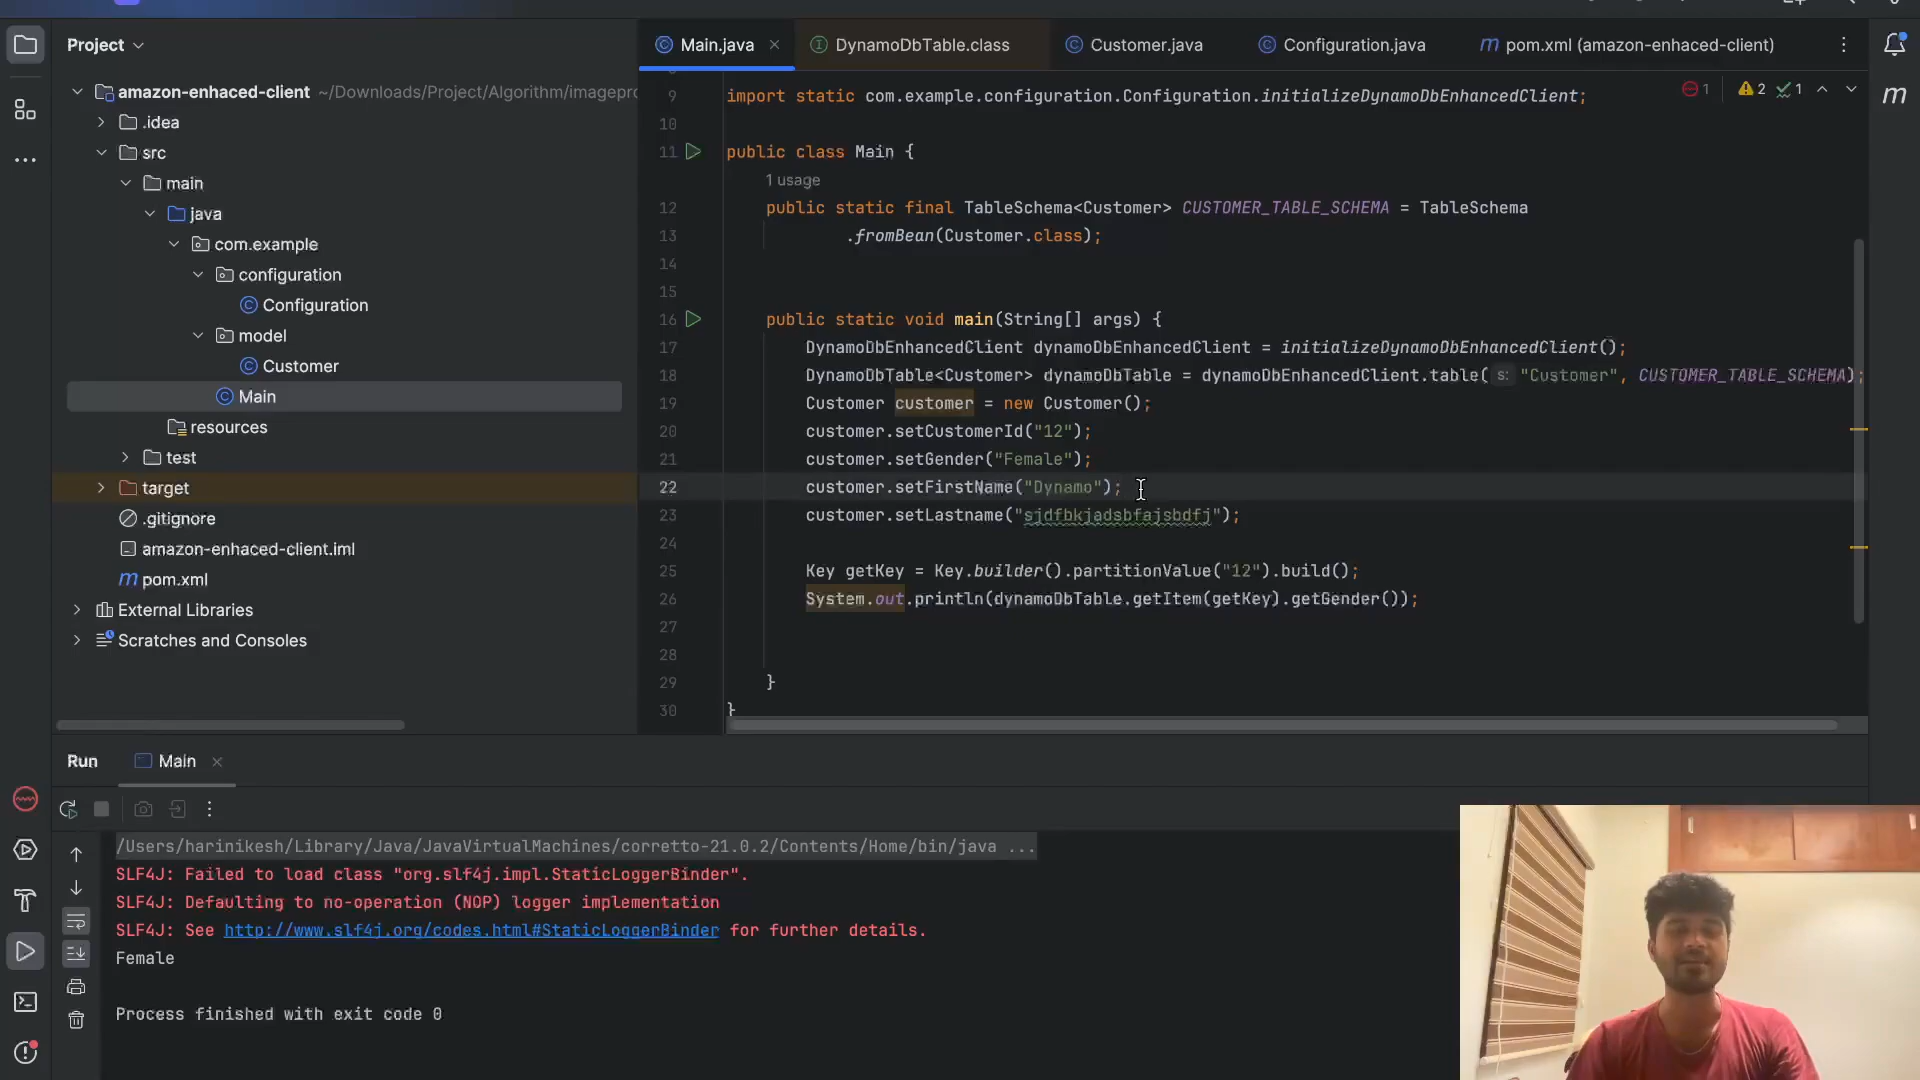 Project
Main.java
DynamoDbTable.class
Customer.java
Configuration.java
pom.xml (amazon-enhaced-client)
amazon-enhaced-client ~/Downloads/Project/Algorithm/imagepro
.idea
src
main
java
com.example
configuration
Configuration
model
Customer
Main
resources
test
target
.gitignore
amazon-enhaced-client.iml
pom.xml
External Libraries
Scratches and Consoles
1 2 1
9 import static com.example.configuration.Configuration.initializeDynamoDbEnhancedClient;
10
11 public class Main {
1 usage
12 public static final TableSchema<Customer> CUSTOMER_TABLE_SCHEMA = TableSchema
13 .fromBean(Customer.class);
14
15
16 public static void main(String[] args) {
17 DynamoDbEnhancedClient dynamoDbEnhancedClient = initializeDynamoDbEnhancedClient();
18 DynamoDbTable<Customer> dynamoDbTable = dynamoDbEnhancedClient.table( s: "Customer", CUSTOMER_TABLE_SCHEMA);
19 Customer customer = new Customer();
20 customer.setCustomerId("12");
21 customer.setGender("Female");
22 customer.setFirstName("Dynamo");
23 customer.setLastname("sjdfbkjadsbfajsbdfj");
24
25 Key getKey = Key.builder().partitionValue("12").build();
26 System.out.println(dynamoDbTable.getItem(getKey).getGender());
27
28
29 }
30 }
Run
Main
/Users/harinikesh/Library/Java/JavaVirtualMachines/corretto-21.0.2/Contents/Home/bin/java ...
SLF4J: Failed to load class "org.slf4j.impl.StaticLoggerBinder".
SLF4J: Defaulting to no-operation (NOP) logger implementation
SLF4J: See http://www.slf4j.org/codes.html#StaticLoggerBinder for further details.
Female
Process finished with exit code 0